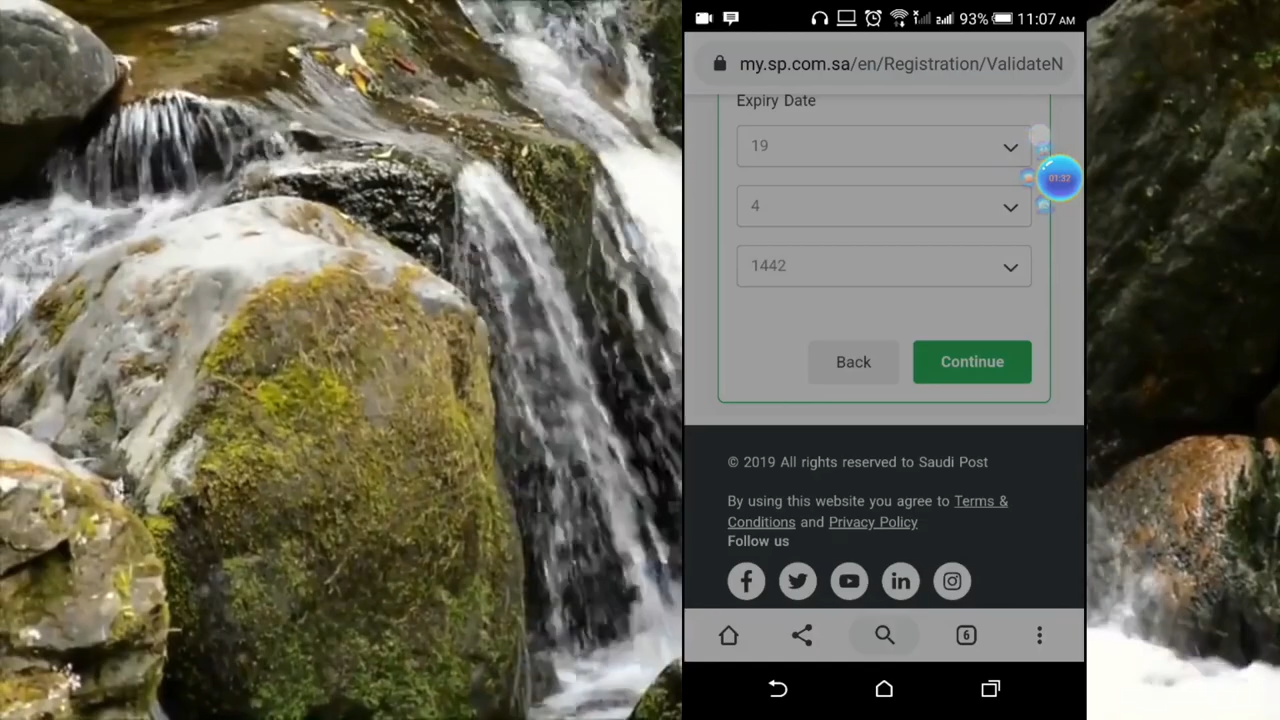 93% 11:07 AM
my.sp.com.sa/en/Registration/ValidateN
Expiry Date
19
01:32
4
1442
Back Continue
© 2019 All rights reserved to Saudi Post
By using this website you agree to Terms &
Conditions and Privacy Policy
Follow us
6